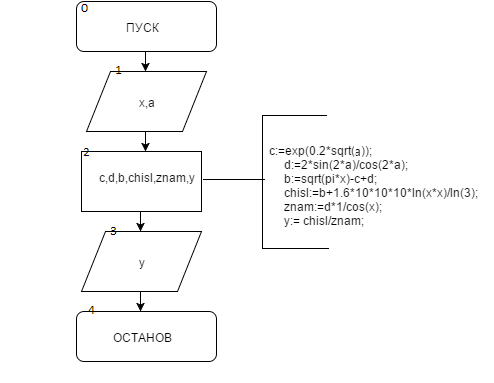 0
ПУСК
1
x,a
2
c,d,b,chisl,znam,y
c:=exp(0.2*sqrt(a));
d:=2*sin(2*a)/cos(2*a);
b:=sqrt(pi*x)-c+d;
chisl:=b+1.6*10*10*10*ln(x*x)/ln(3);
znam:=d*1/cos(x);
y:= chisl/znam;
3
y
4
ОСТАНОВ